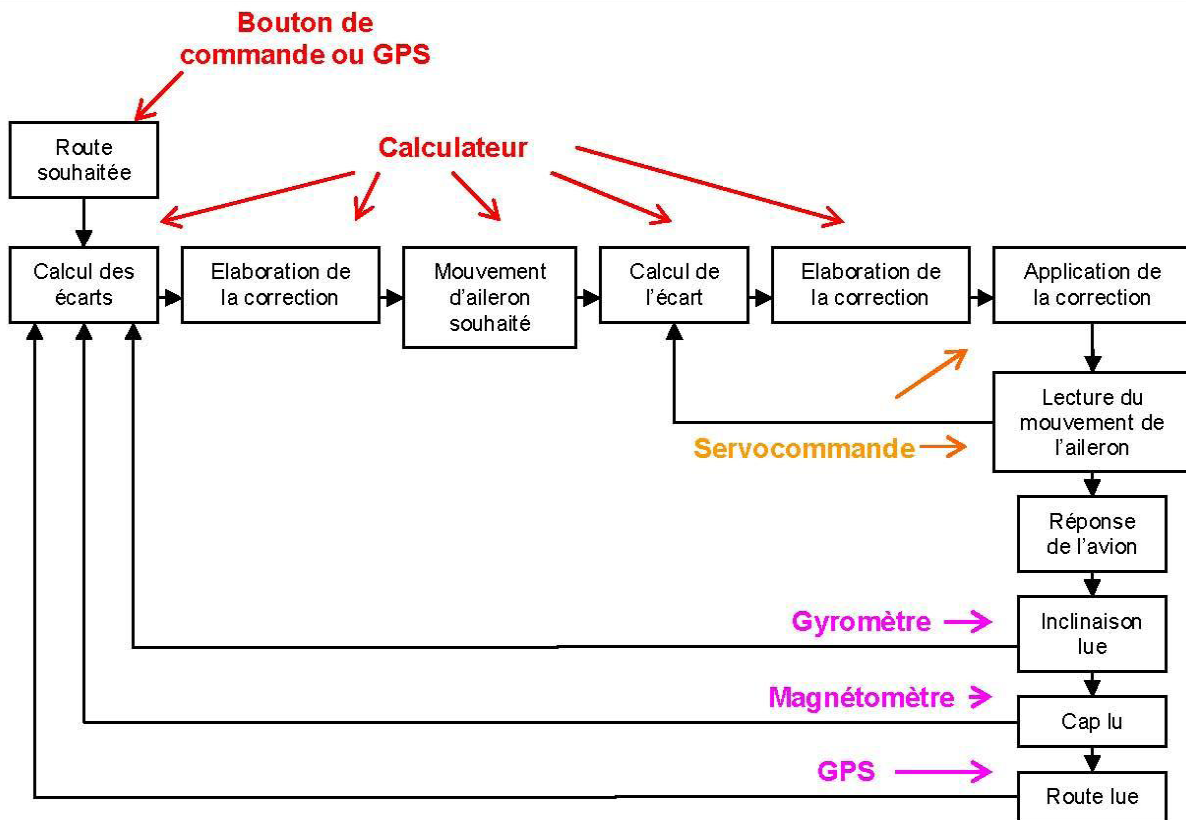 Bouton de
commande ou GPS
Route
souhaitée
Calculateur
Calcul des
écarts
Elaboration de
la correction
Mouvement
d'aileron
souhaité
Calcul de
l'écart
Elaboration de
la correction
Application de
la correction
Lecture du
mouvement de
l'aileron
Servocommande
Réponse
de l'avion
Gyromètre
Inclinaison
lue
Magnétomètre
Cap lu
GPS
Route lue